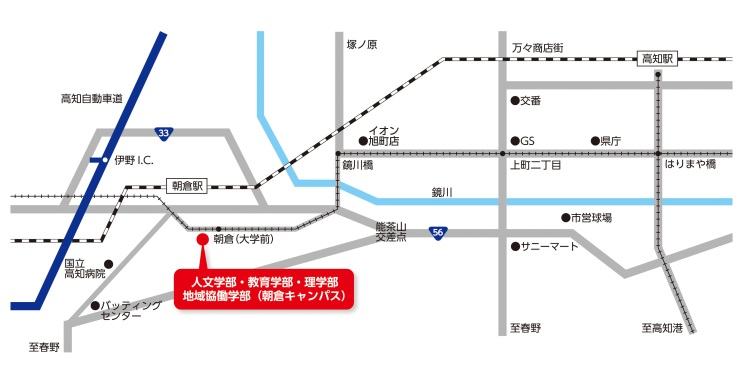 塚ノ原
万々商店街
高知駅
高知自動車道
交番
33
イオン
旭町店
GS
県庁
伊野 I.C.
鏡川橋
上町二丁目
はりまや橋
朝倉駅
鏡川
市営球場
能茶山
交差点
56
朝倉（大学前）
サニーマート
国立
高知病院
人文学部・教育学部・理学部
地域協働学部（朝倉キャンパス）
バッティング
センター
至春野
至高知港
至春野